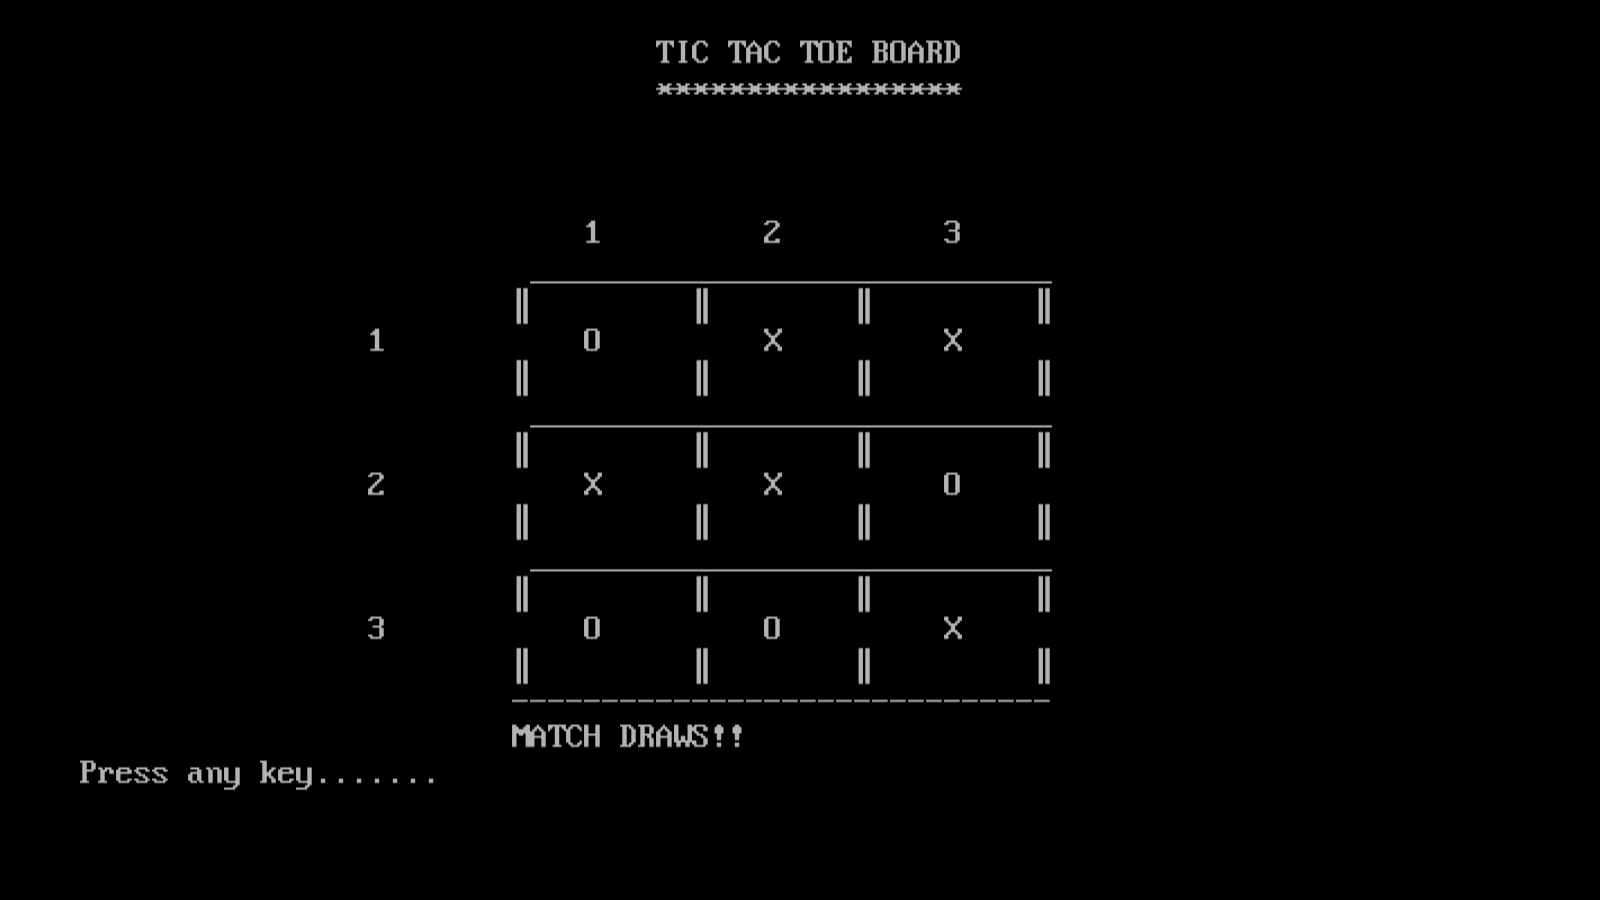 TIC TAC TOE BOARD
*****************
1 2 3
1 O X X
2 X X O
3 O O X
MATCH DRAWS!!
Press any key.......